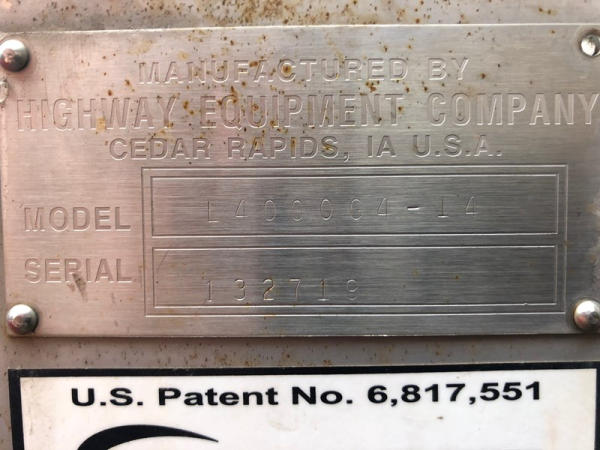 MANUFACTURED BY
HIGHWAY EQUIPMENT COMPANY
CEDAR RAPIDS, IA U.S.A.
MODEL
SERIAL 132719
U.S. Patent No. 6,817,551